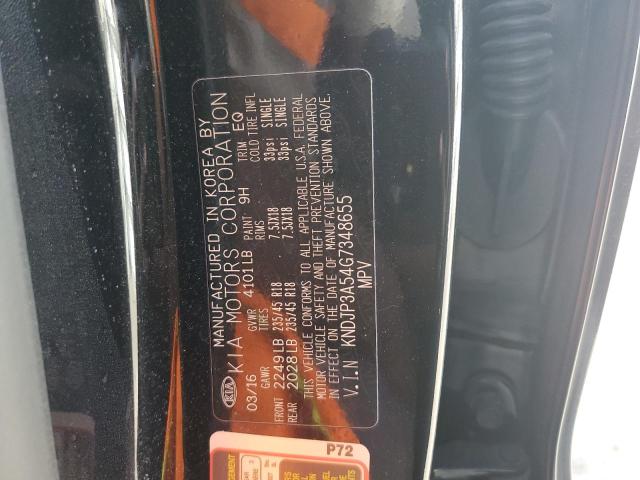 KIA
MANUFACTURED IN KOREA BY
KIA MOTORS CORPORATION
03/16 GVWR 4101LB PAINT 9H TRIM EQ
GAWR TIRES RIMS COLD TIRE INFL
FRONT 2249LB 235/45 R18 7.5JX18 33psi SINGLE
REAR 2028LB 235/45 R18 7.5JX18 33psi SINGLE
THIS VEHICLE CONFORMS TO ALL APPLICABLE U.S.A. FEDERAL
MOTOR VEHICLE SAFETY AND THEFT PREVENTION STANDARDS
IN EFFECT ON THE DATE OF MANUFACTURE SHOWN ABOVE.
V.I.N KNDJP3A54G7348655
MPV
P72